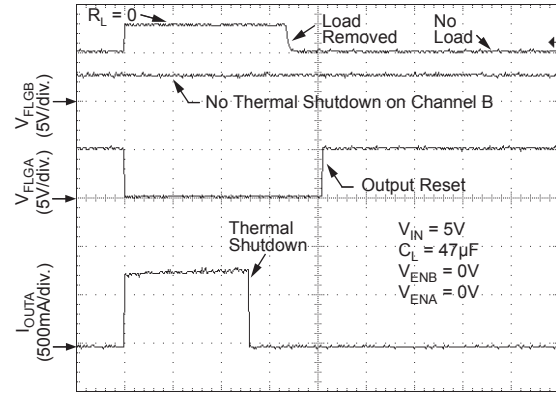 R_L = 0
Load
Removed
No
Load
V_FLGB
(5V/div.)
No Thermal Shutdown on Channel B
V_FLGA
(5V/div.)
Output Reset
Thermal
Shutdown
V_IN = 5V
C_L = 47µF
V_ENB = 0V
V_ENA = 0V
I_OUTA
(500mA/div.)